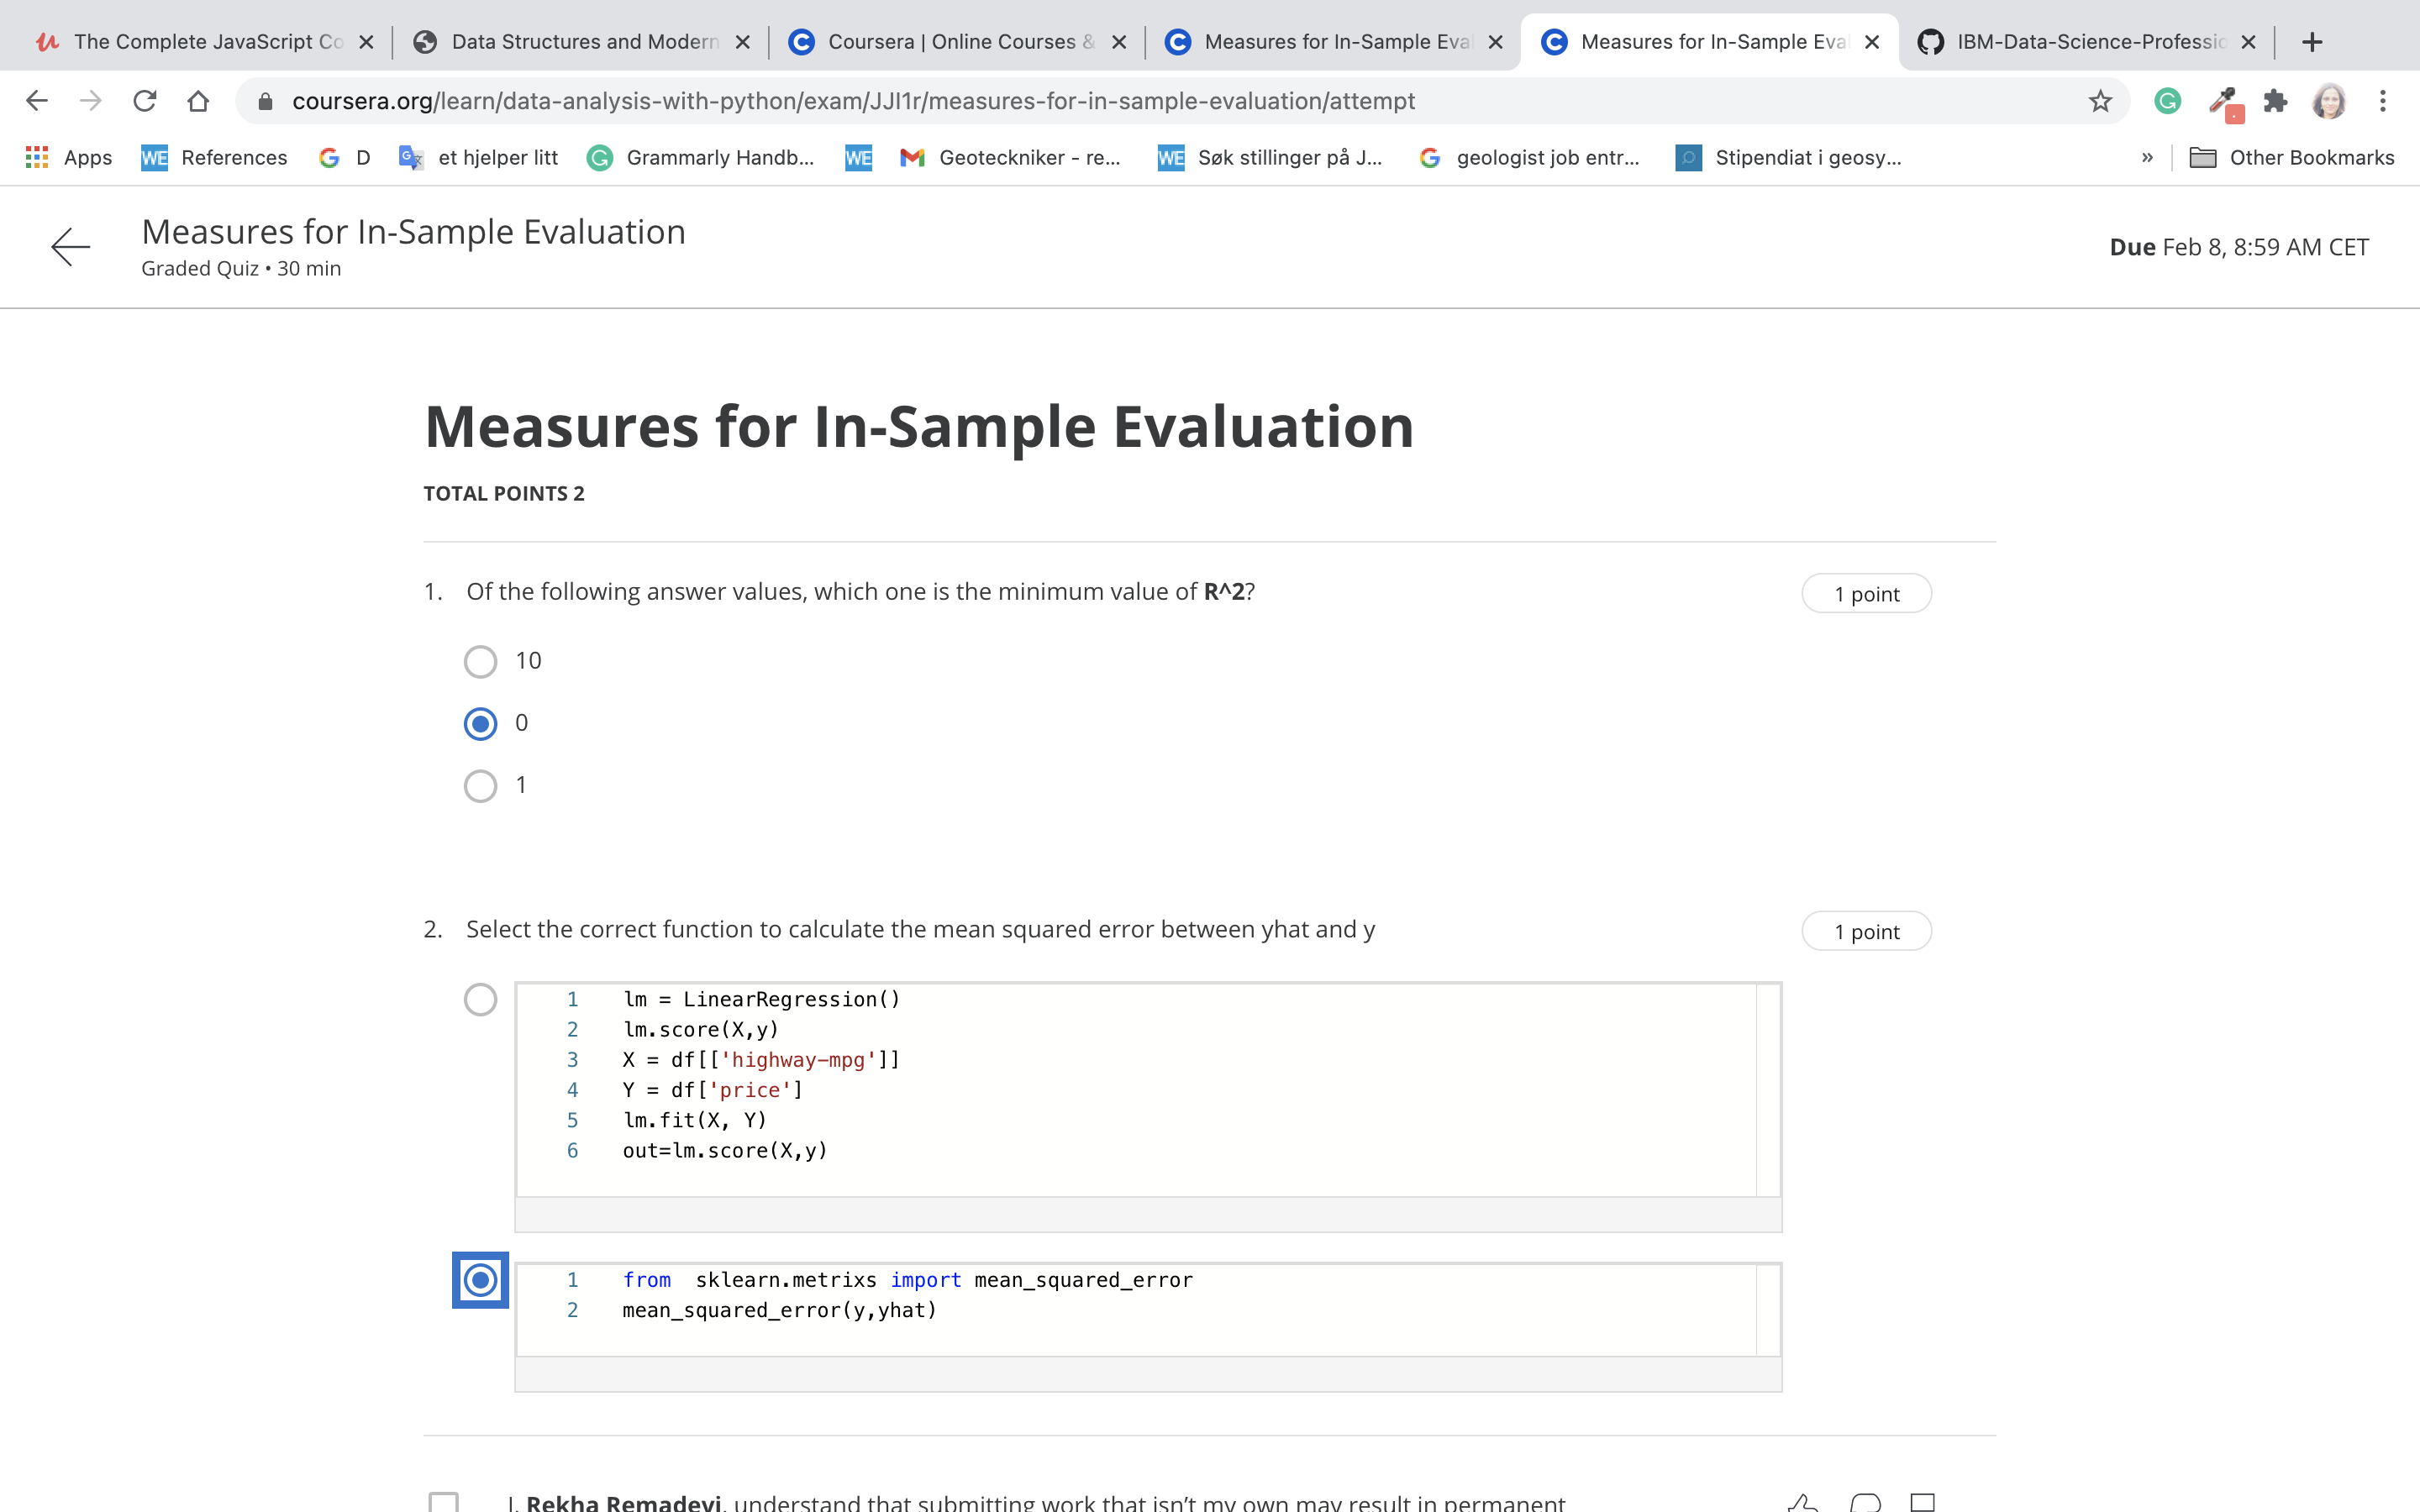 The Complete JavaScript Co
Data Structures and Modern
Coursera | Online Courses &
Measures for In-Sample Eval
Measures for In-Sample Eval
IBM-Data-Science-Professio
coursera.org/learn/data-analysis-with-python/exam/JJI1r/measures-for-in-sample-evaluation/attempt
Apps WE References D et hjelper litt Grammarly Handb... WE Geoteckniker - re... WE Søk stillinger på J... geologist job entr... Stipendiat i geosy... » Other Bookmarks
Measures for In-Sample Evaluation
Graded Quiz • 30 min
Due Feb 8, 8:59 AM CET
Measures for In-Sample Evaluation
TOTAL POINTS 2
1. Of the following answer values, which one is the minimum value of R^2?
1 point
10
0
1
2. Select the correct function to calculate the mean squared error between yhat and y
1 point
1 lm = LinearRegression()
2 lm.score(X,y)
3 X = df[['highway-mpg']]
4 Y = df['price']
5 lm.fit(X, Y)
6 out=lm.score(X,y)
1 from  sklearn.metrixs import mean_squared_error
2 mean_squared_error(y,yhat)
I, Rekha Remadevi, understand that submitting work that isn't my own may result in permanent